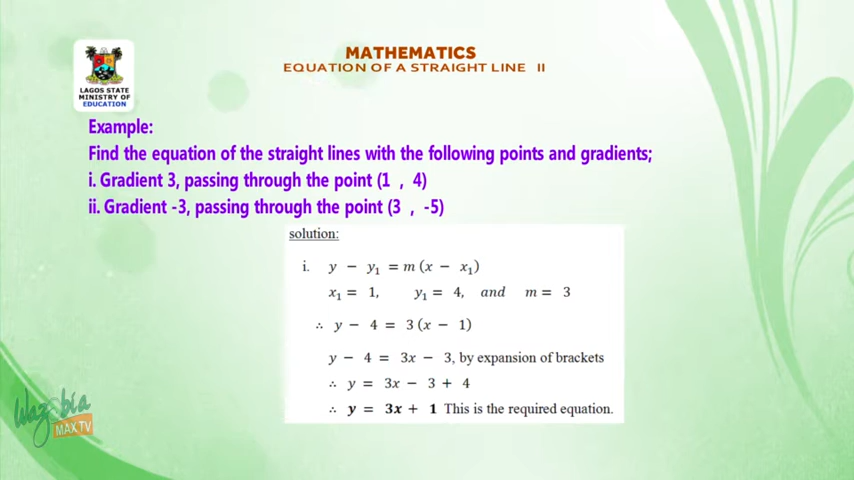 MATHEMATICS
EQUATION OF A STRAIGHT LINE II
LAGOS STATE
MINISTRY OF
EDUCATION
Example:
Find the equation of the straight lines with the following points and gradients;
i. Gradient 3, passing through the point (1 , 4)
ii. Gradient -3, passing through the point (3 , -5)
solution:
i. y − y₁ = m (x − x₁)
x₁ = 1, y₁ = 4, and m = 3
∴ y − 4 = 3 (x − 1)
y − 4 = 3x − 3, by expansion of brackets
∴ y = 3x − 3 + 4
∴ y = 3x + 1 This is the required equation.
Wazobia
MAX TV